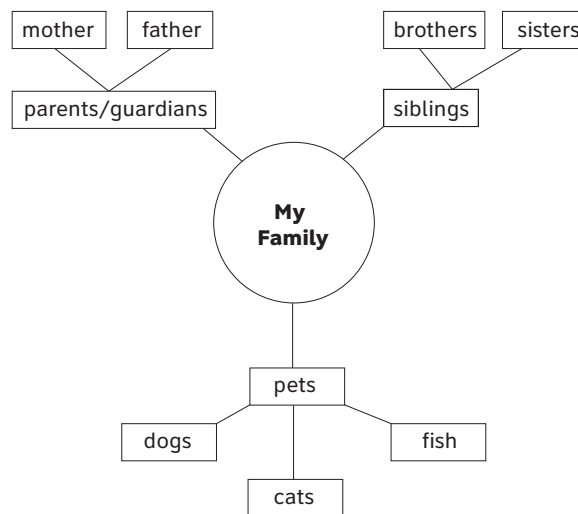 mother
father
brothers
sisters
parents/guardians
siblings
My
Family
pets
dogs
fish
cats